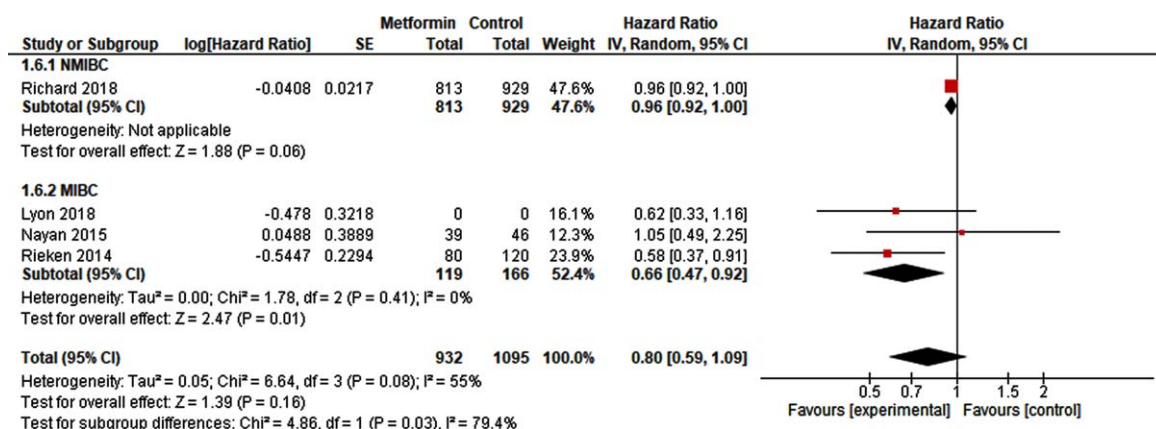 Metformin Control Hazard Ratio Hazard Ratio
Study or Subgroup log[Hazard Ratio] SE Total Total Weight IV, Random, 95% CI IV, Random, 95% CI
1.6.1 NMIBC
Richard 2018 -0.0408 0.0217 813 929 47.6% 0.96 [0.92, 1.00]
Subtotal (95% CI) 813 929 47.6% 0.96 [0.92, 1.00]
Heterogeneity: Not applicable
Test for overall effect: Z = 1.88 (P = 0.06)
1.6.2 MIBC
Lyon 2018 -0.478 0.3218 0 0 16.1% 0.62 [0.33, 1.16]
Nayan 2015 0.0488 0.3889 39 46 12.3% 1.05 [0.49, 2.25]
Rieken 2014 -0.5447 0.2294 80 120 23.9% 0.58 [0.37, 0.91]
Subtotal (95% CI) 119 166 52.4% 0.66 [0.47, 0.92]
Heterogeneity: Tau² = 0.00; Chi² = 1.78, df = 2 (P = 0.41); I² = 0%
Test for overall effect: Z = 2.47 (P = 0.01)
Total (95% CI) 932 1095 100.0% 0.80 [0.59, 1.09]
Heterogeneity: Tau² = 0.05; Chi² = 6.64, df = 3 (P = 0.08); I² = 55%
Test for overall effect: Z = 1.39 (P = 0.16)
Test for subgroup differences: Chi² = 4.86, df = 1 (P = 0.03), I² = 79.4%
0.5 0.7 1 1.5 2
Favours [experimental] Favours [control]